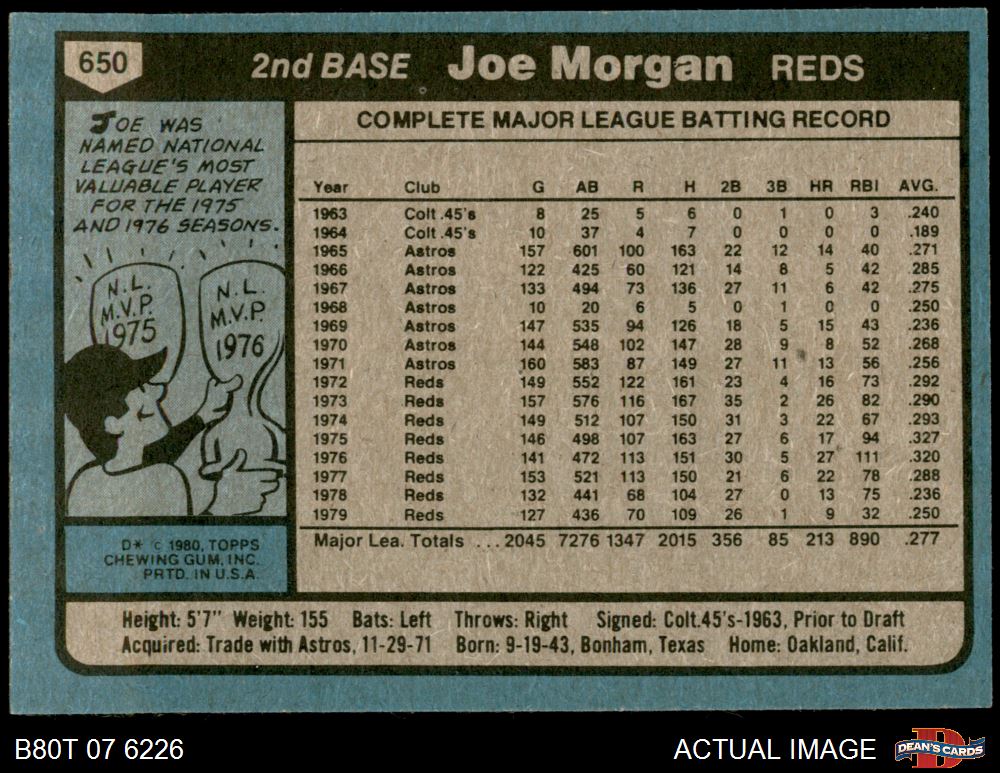 650
2nd BASE Joe Morgan REDS
JOE WAS
NAMED NATIONAL
LEAGUE'S MOST
VALUABLE PLAYER
FOR THE 1975
AND 1976 SEASONS.
N.L.
M.V.P.
1975
N.L.
M.V.P.
1976
D* © 1980, TOPPS
CHEWING GUM, INC.
PRTD. IN U.S.A.
COMPLETE MAJOR LEAGUE BATTING RECORD
Year Club G AB R H 2B 3B HR RBI AVG.
1963 Colt .45's 8 25 5 6 0 1 0 3 .240
1964 Colt .45's 10 37 4 7 0 0 0 0 .189
1965 Astros 157 601 100 163 22 12 14 40 .271
1966 Astros 122 425 60 121 14 8 5 42 .285
1967 Astros 133 494 73 136 27 11 6 42 .275
1968 Astros 10 20 6 5 0 1 0 0 .250
1969 Astros 147 535 94 126 18 5 15 43 .236
1970 Astros 144 548 102 147 28 9 8 52 .268
1971 Astros 160 583 87 149 27 11 13 56 .256
1972 Reds 149 552 122 161 23 4 16 73 .292
1973 Reds 157 576 116 167 35 2 26 82 .290
1974 Reds 149 512 107 150 31 3 22 67 .293
1975 Reds 146 498 107 163 27 6 17 94 .327
1976 Reds 141 472 113 151 30 5 27 111 .320
1977 Reds 153 521 113 150 21 6 22 78 .288
1978 Reds 132 441 68 104 27 0 13 75 .236
1979 Reds 127 436 70 109 26 1 9 32 .250
Major Lea. Totals ...2045 7276 1347 2015 356 85 213 890 .277
Height: 5'7" Weight: 155 Bats: Left Throws: Right Signed: Colt.45's-1963, Prior to Draft
Acquired: Trade with Astros, 11-29-71 Born: 9-19-43, Bonham, Texas Home: Oakland, Calif.
B80T 07 6226
ACTUAL IMAGE
D
DEAN'S CARDS